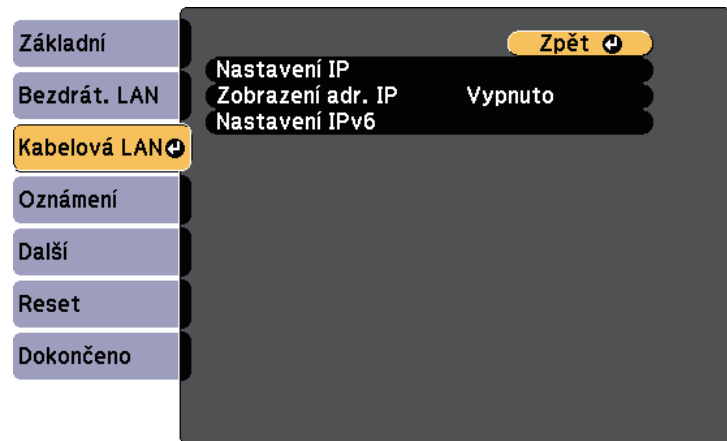 Základní
Bezdrát. LAN
Kabelová LAN
Oznámení
Další
Reset
Dokončeno
Zpět
Nastavení IP
Zobrazení adr. IP Vypnuto
Nastavení IPv6